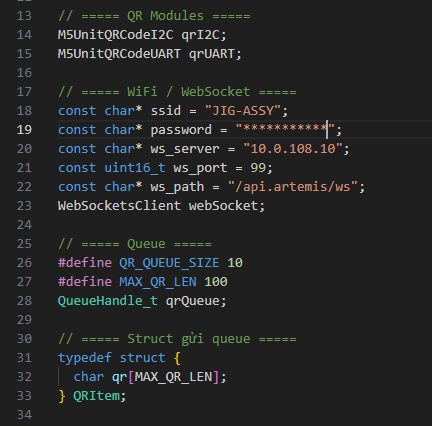 13 // ===== QR Modules =====
14 M5UnitQRCodeI2C qrI2C;
15 M5UnitQRCodeUART qrUART;
16
17 // ===== WiFi / WebSocket =====
18 const char* ssid = "JIG-ASSY";
19 const char* password = "***********";
20 const char* ws_server = "10.0.108.10";
21 const uint16_t ws_port = 99;
22 const char* ws_path = "/api.artemis/ws";
23 WebSocketsClient webSocket;
24
25 // ===== Queue =====
26 #define QR_QUEUE_SIZE 10
27 #define MAX_QR_LEN 100
28 QueueHandle_t qrQueue;
29
30 // ===== Struct gửi queue =====
31 typedef struct {
32 char qr[MAX_QR_LEN];
33 } QRItem;
34